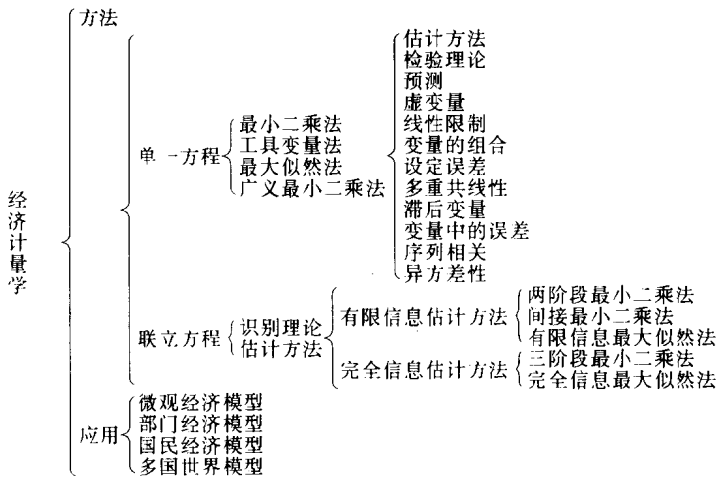 经济计量学
方法
单一方程
最小二乘法
工具变量法
最大似然法
广义最小二乘法
估计方法
检验理论
预测
虚变量
线性限制
变量的组合
设定误差
多重共线性
滞后变量
变量中的误差
序列相关
异方差性
联立方程
识别理论
估计方法
有限信息估计方法
两阶段最小二乘法
间接最小二乘法
有限信息最大似然法
完全信息估计方法
三阶段最小二乘法
完全信息最大似然法
应用
微观经济模型
部门经济模型
国民经济模型
多国世界模型